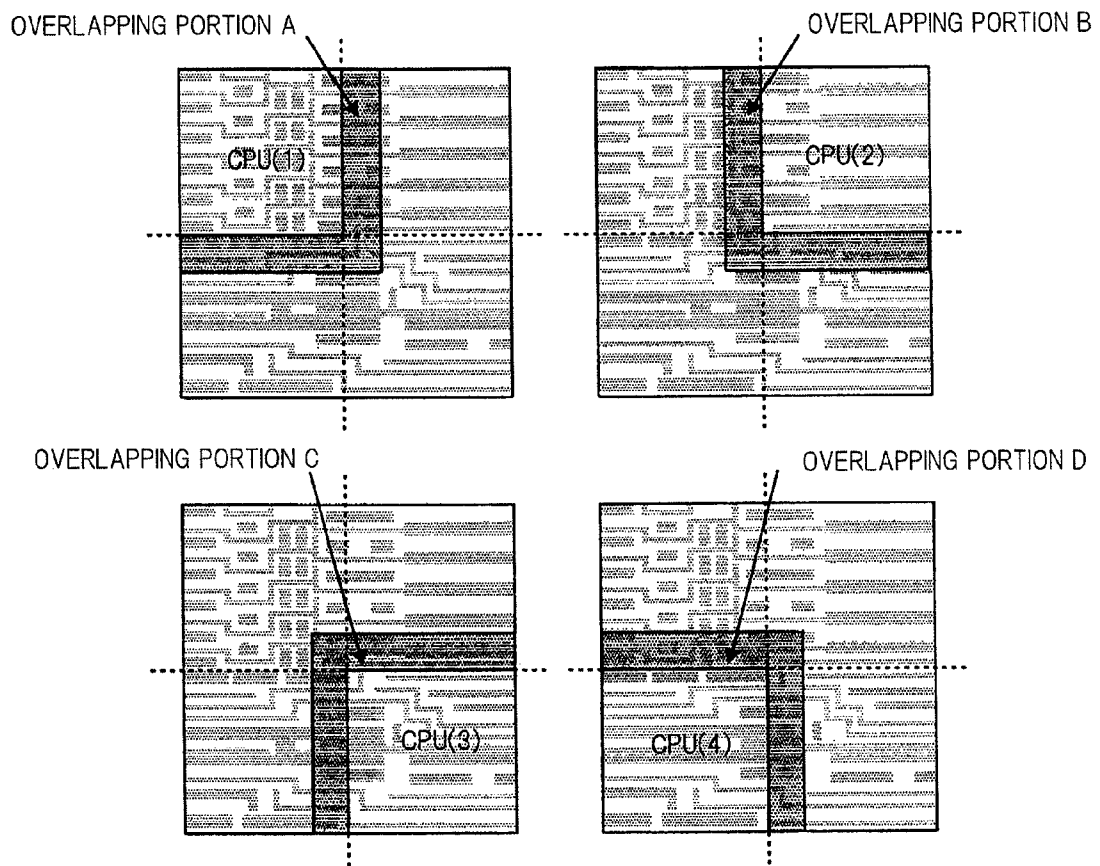 OVERLAPPING PORTION A
OVERLAPPING PORTION B
CPU(1)
CPU(2)
OVERLAPPING PORTION C
OVERLAPPING PORTION D
CPU(3)
CPU(4)